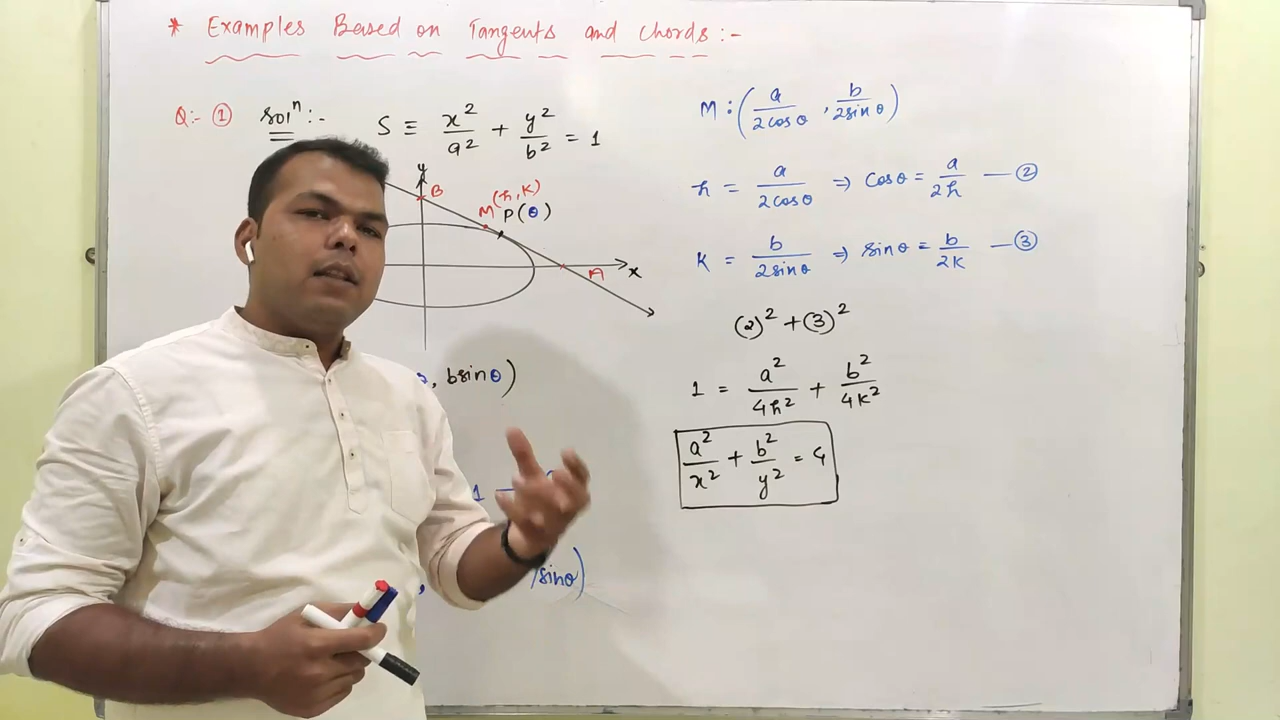 * Examples Based on Tangents and Chords :-
Q:- ① solⁿ :- S ≡ x²/a² + y²/b² = 1
y
B
M(h, k)
P(θ)
A
x
, b sinθ)
1 —
/sinθ)
M : (a/2cosθ , b/2sinθ)
h = a/2cosθ ⇒ cosθ = a/2h — ②
k = b/2sinθ ⇒ sinθ = b/2k — ③
(2)² + (3)²
1 = a²/4h² + b²/4k²
a²/x² + b²/y² = 4